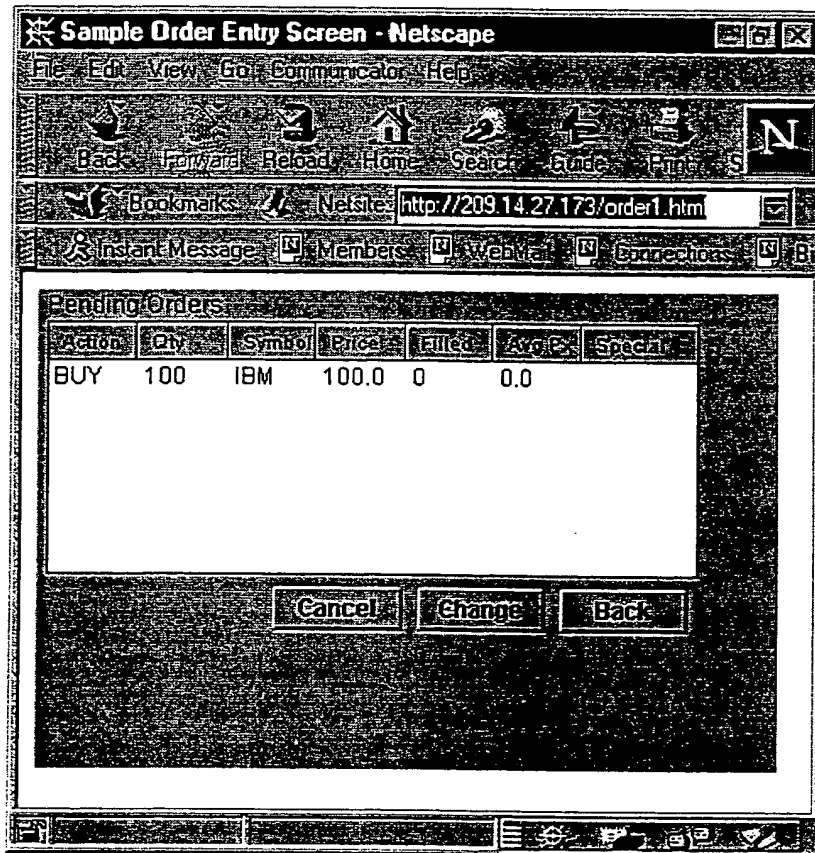 Sample Order Entry Screen - Netscape
File Edit View Go Communicator Help
Back Forward Reload Home Search Guide Print S N
Bookmarks Netsite: http://209.14.27.173/order1.htm
Instant Message Members WebMail Connections B
Pending Orders
Action Qty Symbol Price Filled Avg P Special
BUY 100 IBM 100.0 0 0.0
Cancel Change Back